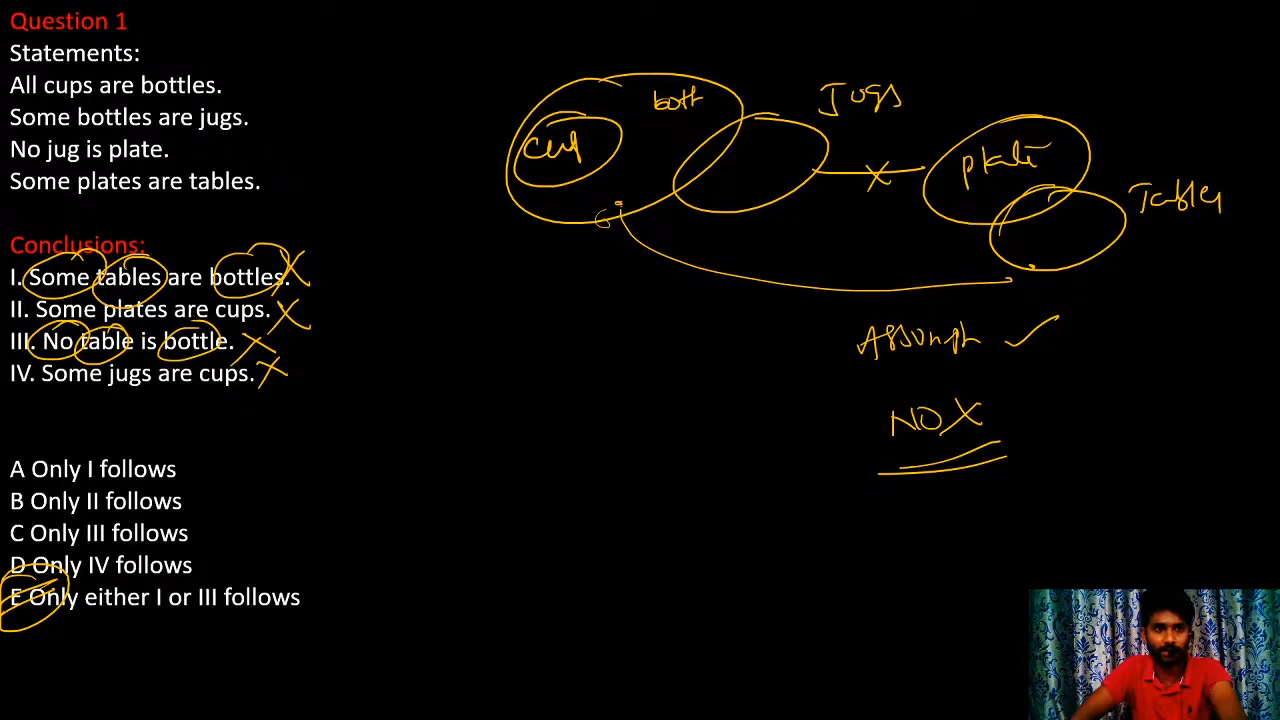 Question 1
Statements:
All cups are bottles.
Some bottles are jugs.
No jug is plate.
Some plates are tables.
Conclusions:
I. Some tables are bottles.
II. Some plates are cups.
III. No table is bottle.
IV. Some jugs are cups.
A Only I follows
B Only II follows
C Only III follows
D Only IV follows
E Only either I or III follows
cup
bott
Jugs
plate
Tables
NO X